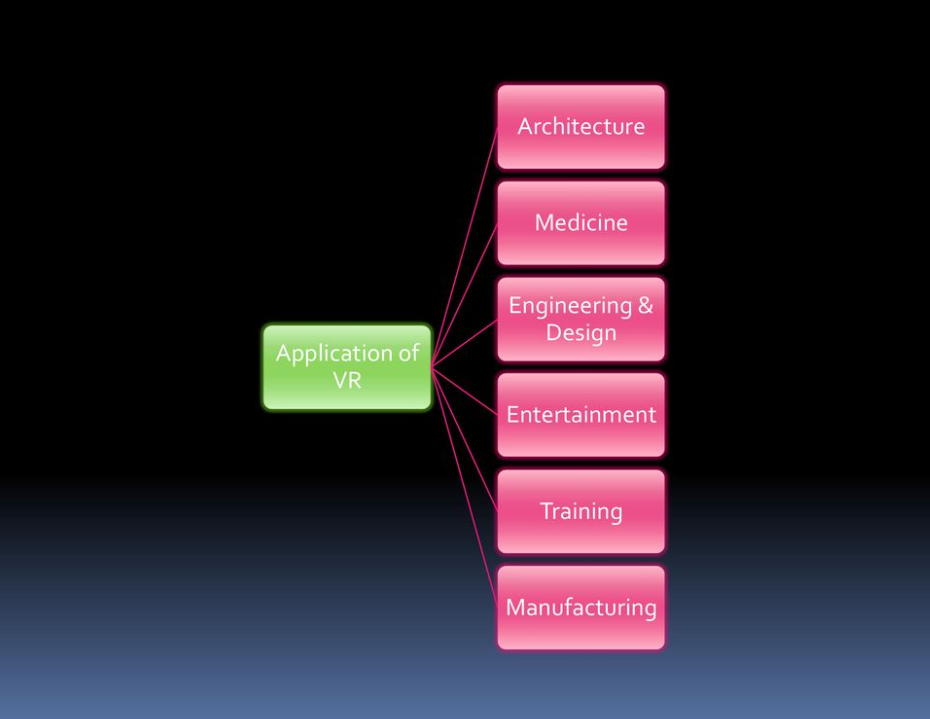 Application of
VR
Architecture
Medicine
Engineering &
Design
Entertainment
Training
Manufacturing